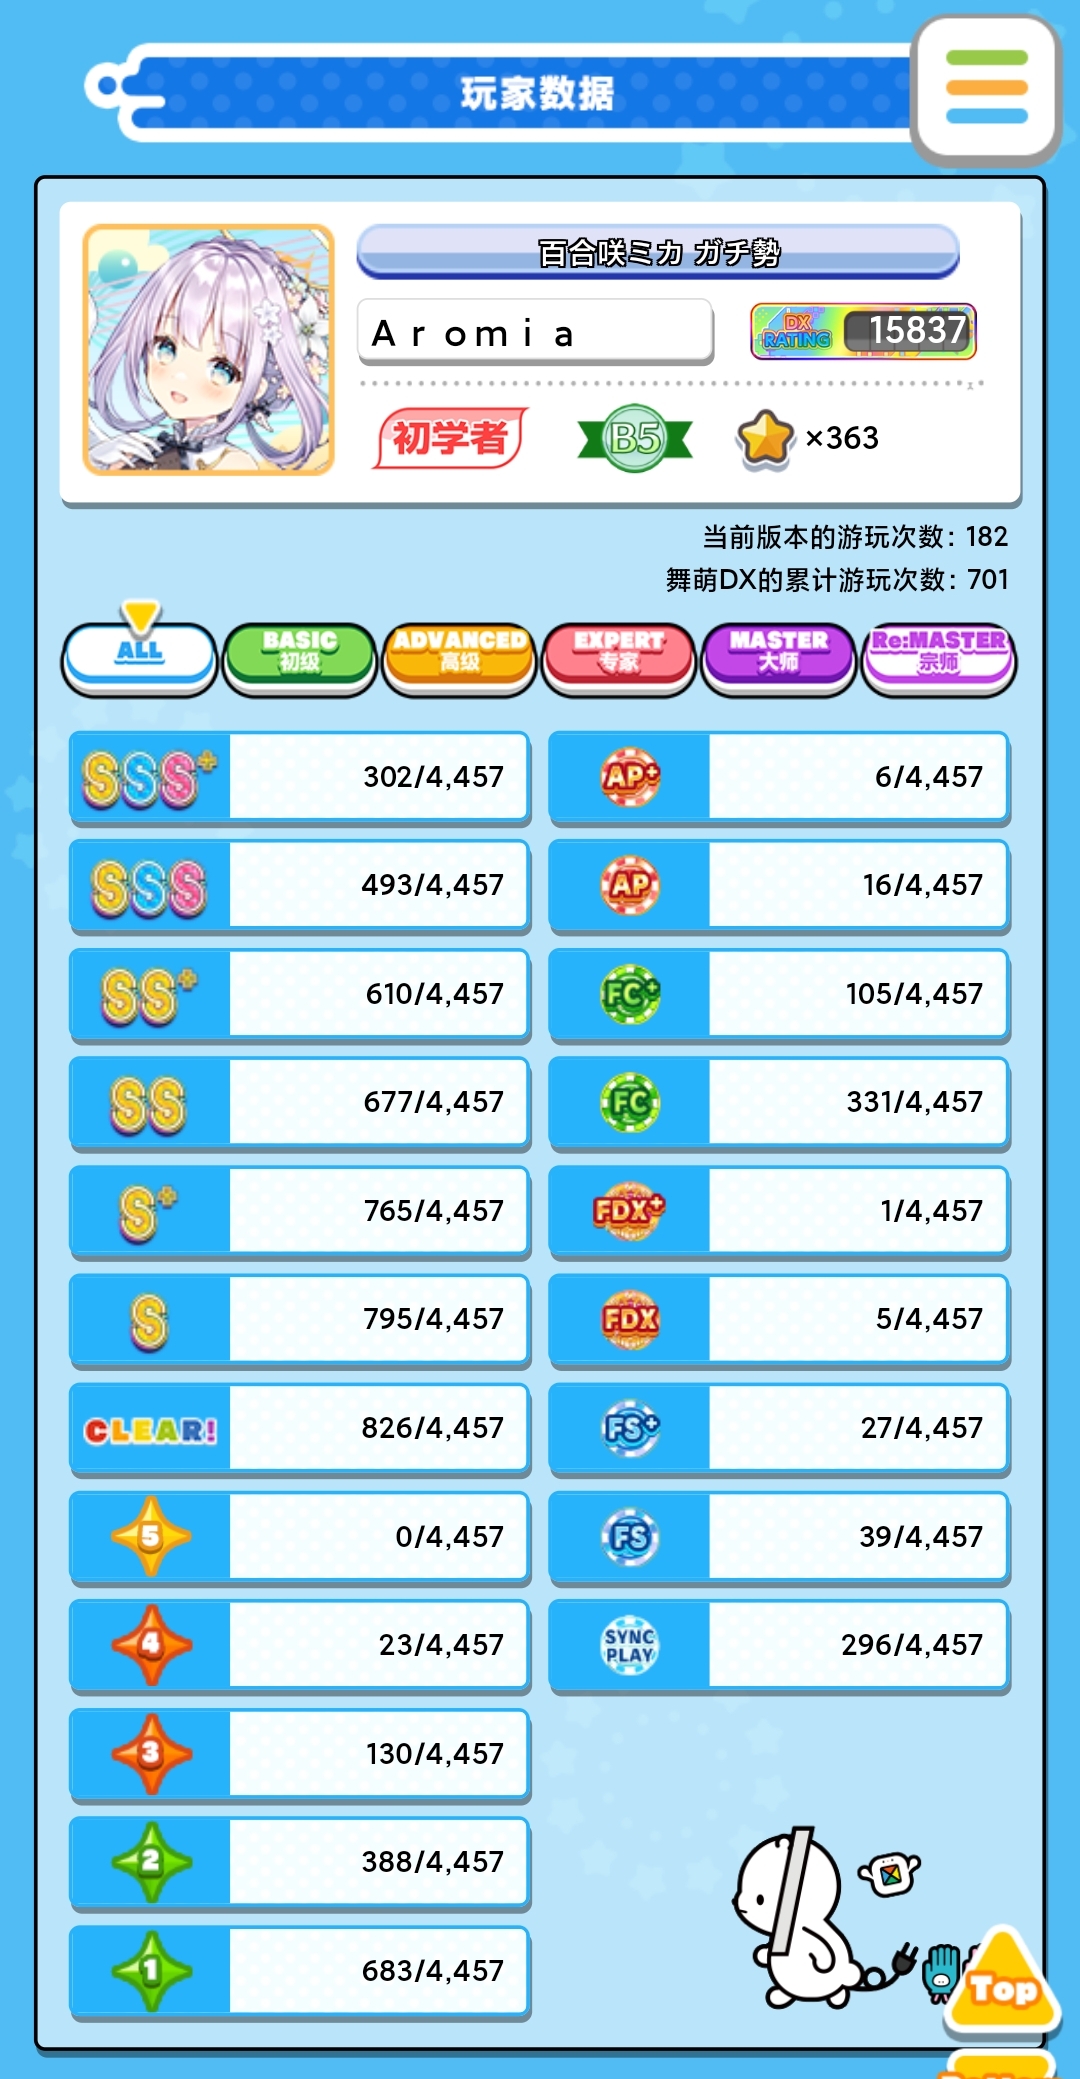 玩家数据
百合咲ミカ ガチ勢
Aromia
DX RATING 15837
初学者 B5 ×363
当前版本的游玩次数: 182
舞萌DX的累计游玩次数: 701
ALL
BASIC 初级
ADVANCED 高级
EXPERT 专家
MASTER 大师
Re:MASTER 宗师
SSS+ 302/4,457
AP+ 6/4,457
SSS 493/4,457
AP 16/4,457
SS+ 610/4,457
FC+ 105/4,457
SS 677/4,457
FC 331/4,457
S+ 765/4,457
FDX+ 1/4,457
S 795/4,457
FDX 5/4,457
CLEAR! 826/4,457
FS+ 27/4,457
5 0/4,457
FS 39/4,457
4 23/4,457
SYNC PLAY 296/4,457
3 130/4,457
2 388/4,457
1 683/4,457
Top